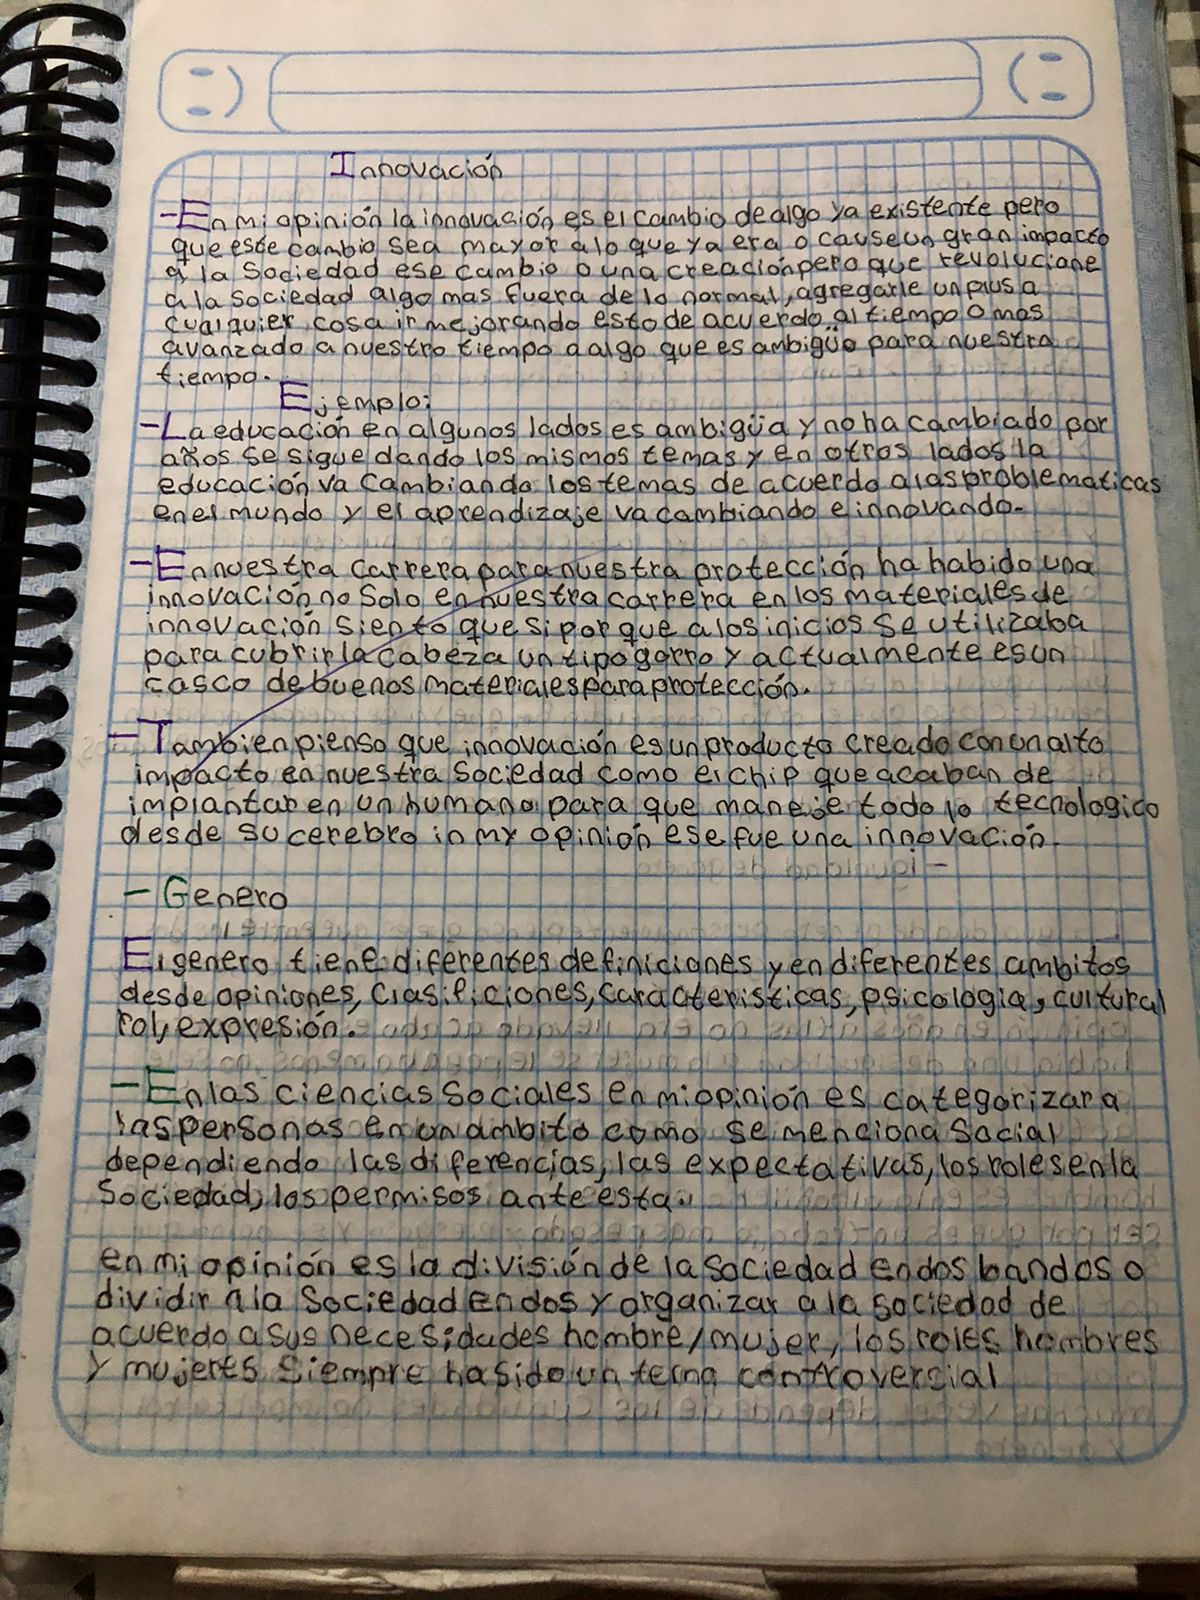 Innovación
-En mi opinión la innovación es el cambio de algo ya existente pero
que este cambio sea mayor a lo que ya era o cause un gran impacto
a la sociedad ese cambio o una creación pero que revolucione
a la sociedad algo mas fuera de lo normal, agregarle un plus a
cualquier cosa ir mejorando esto de acuerdo al tiempo o mas
avanzado a nuestro tiempo a algo que es ambigüo para nuestra
tiempo.
Ejemplo:
-La educación en algunos lados es ambigüa y no ha cambiado por
años se sigue dando los mismos temas y en otros lados la
educación va cambiando los temas de acuerdo a las problematicas
en el mundo y el aprendizaje va cambiando e innovando.
-En nuestra carrera para nuestra protección ha habido una
innovación no solo en nuestra carrera en los materiales de
innovación siento que si por que a los inicios se utilizaba
para cubrir la cabeza un tipo gorro y actualmente es un
casco de buenos materiales para protección.
-Tambien pienso que innovación es un producto creado con un alto
impacto en nuestra sociedad como el chip que acaban de
implantar en un humano para que maneje todo lo tecnologico
desde su cerebro in my opinión ese fue una innovación.
- Genero
El genero tiene diferentes definiciones y en diferentes ambitos
desde opiniones, clasificiones, caracteristicas, psicologia, cultural
rol, expresión.
-En las ciencias sociales en mi opinión es categorizar a
las personas en un ambito como se menciona social
dependiendo las diferencias, las expectativas, los roles en la
sociedad, los permisos ante esta.
en mi opinión es la división de la sociedad en dos bandos o
dividir a la sociedad en dos y organizar a la sociedad de
acuerdo a sus necesidades hombre/mujer, los roles hombres
y mujeres siempre ha sido un tema controvercial